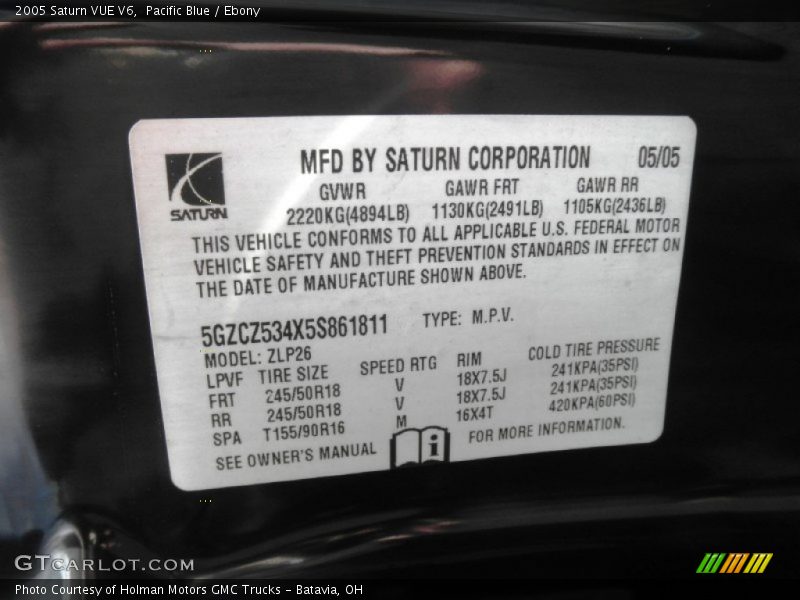 2005 Saturn VUE V6, Pacific Blue / Ebony
MFD BY SATURN CORPORATION 05/05
SATURN
GVWR GAWR FRT GAWR RR
2220KG(4894LB) 1130KG(2491LB) 1105KG(2436LB)
THIS VEHICLE CONFORMS TO ALL APPLICABLE U.S. FEDERAL MOTOR
VEHICLE SAFETY AND THEFT PREVENTION STANDARDS IN EFFECT ON
THE DATE OF MANUFACTURE SHOWN ABOVE.
5GZCZ534X5S861811 TYPE: M.P.V.
MODEL: ZLP26
LPVF TIRE SIZE SPEED RTG RIM COLD TIRE PRESSURE
FRT 245/50R18 V 18X7.5J 241KPA(35PSI)
RR 245/50R18 V 18X7.5J 241KPA(35PSI)
SPA T155/90R16 M 16X4T 420KPA(60PSI)
SEE OWNER'S MANUAL i FOR MORE INFORMATION.
GTCARLOT.COM
Photo Courtesy of Holman Motors GMC Trucks - Batavia, OH